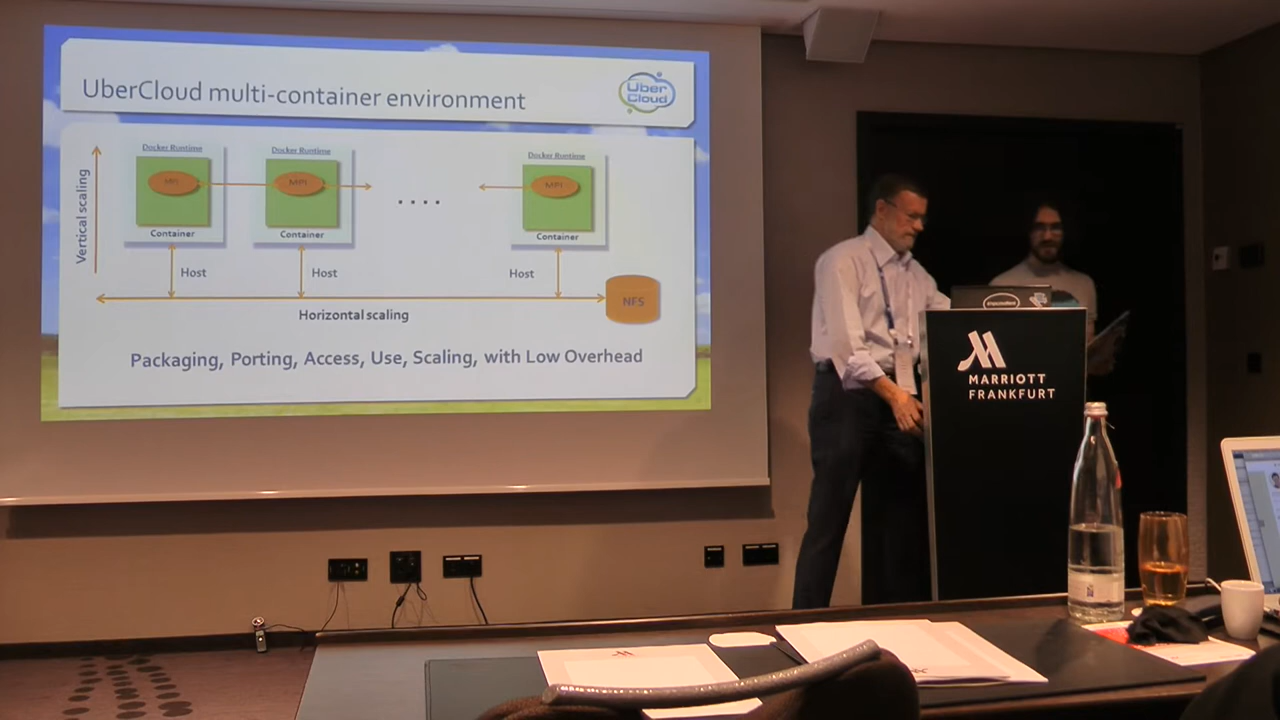 UberCloud multi-container environment
Uber
Cloud
Docker Runtime
Docker Runtime
Docker Runtime
MPI
MPI
MPI
Container
Container
Container
Vertical scaling
Host
Host
Host
NFS
Horizontal scaling
Packaging, Porting, Access, Use, Scaling, with Low Overhead
MARRIOTT
FRANKFURT